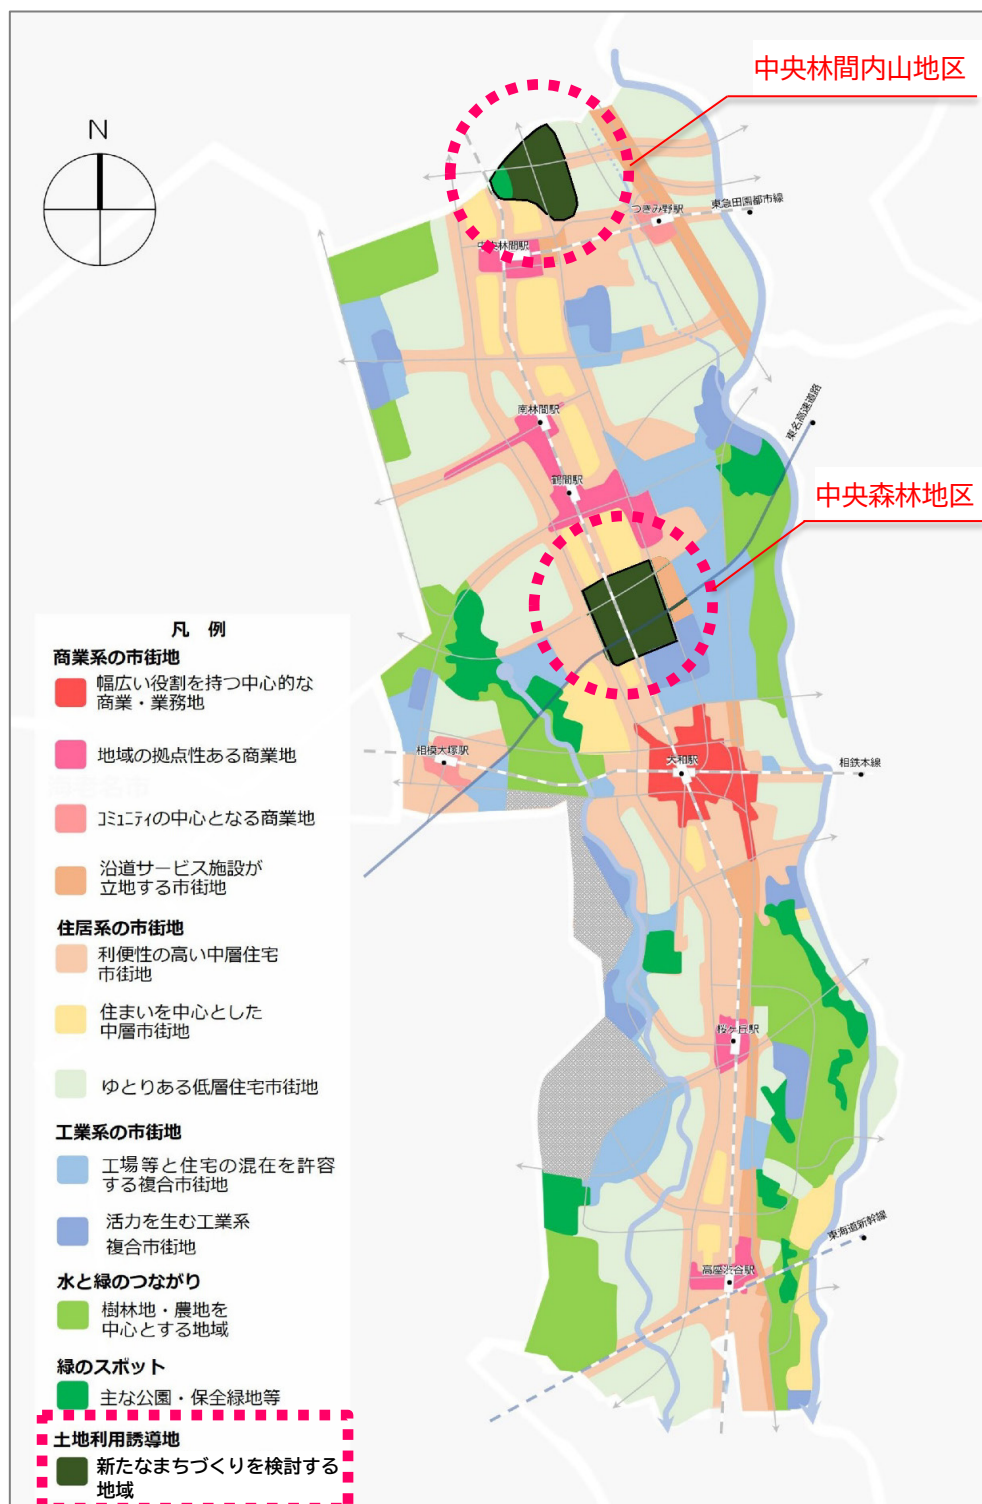 中央林間内山地区
N
つきみ野駅
東急田園都市線
中央林間駅
東名高速道路
南林間駅
鶴間駅
中央森林地区
相模大塚駅
大和駅
相鉄本線
桜ヶ丘駅
東海道新幹線
高座渋谷駅
凡 例
商業系の市街地
幅広い役割を持つ中心的な
商業・業務地
地域の拠点性ある商業地
ｺﾐｭﾆﾃｨの中心となる商業地
沿道サービス施設が
立地する市街地
住居系の市街地
利便性の高い中層住宅
市街地
住まいを中心とした
中層市街地
ゆとりある低層住宅市街地
工業系の市街地
工場等と住宅の混在を許容
する複合市街地
活力を生む工業系
複合市街地
水と緑のつながり
樹林地・農地を
中心とする地域
緑のスポット
主な公園・保全緑地等
土地利用誘導地
新たなまちづくりを検討する
地域